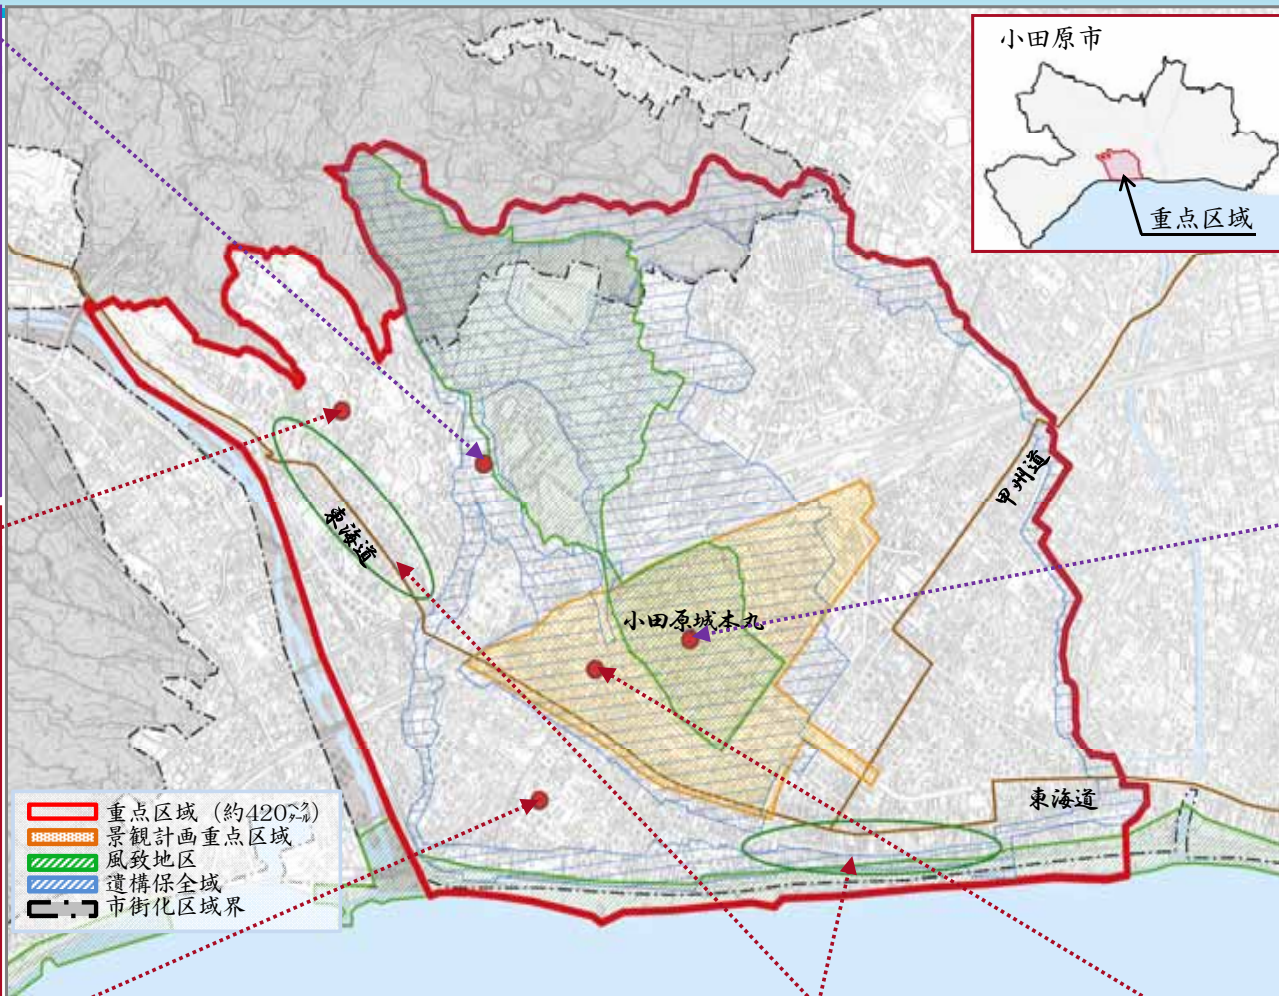 小田原市
重点区域
甲州道
東海道
小田原城本丸
東海道
重点区域（約420㌶）
景観計画重点区域
風致地区
遺構保全域
市街化区域界